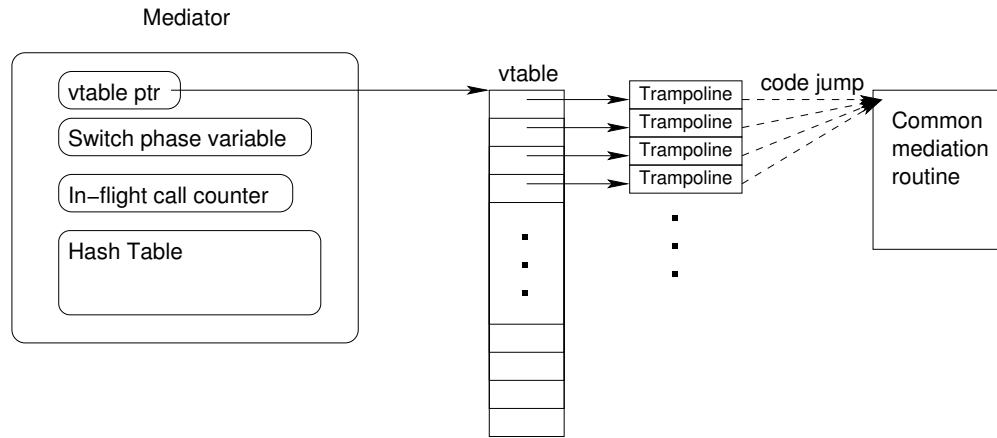 Mediator
vtable ptr
Switch phase variable
In-flight call counter
Hash Table
vtable
Trampoline
Trampoline
Trampoline
Trampoline
code jump
Common
mediation
routine